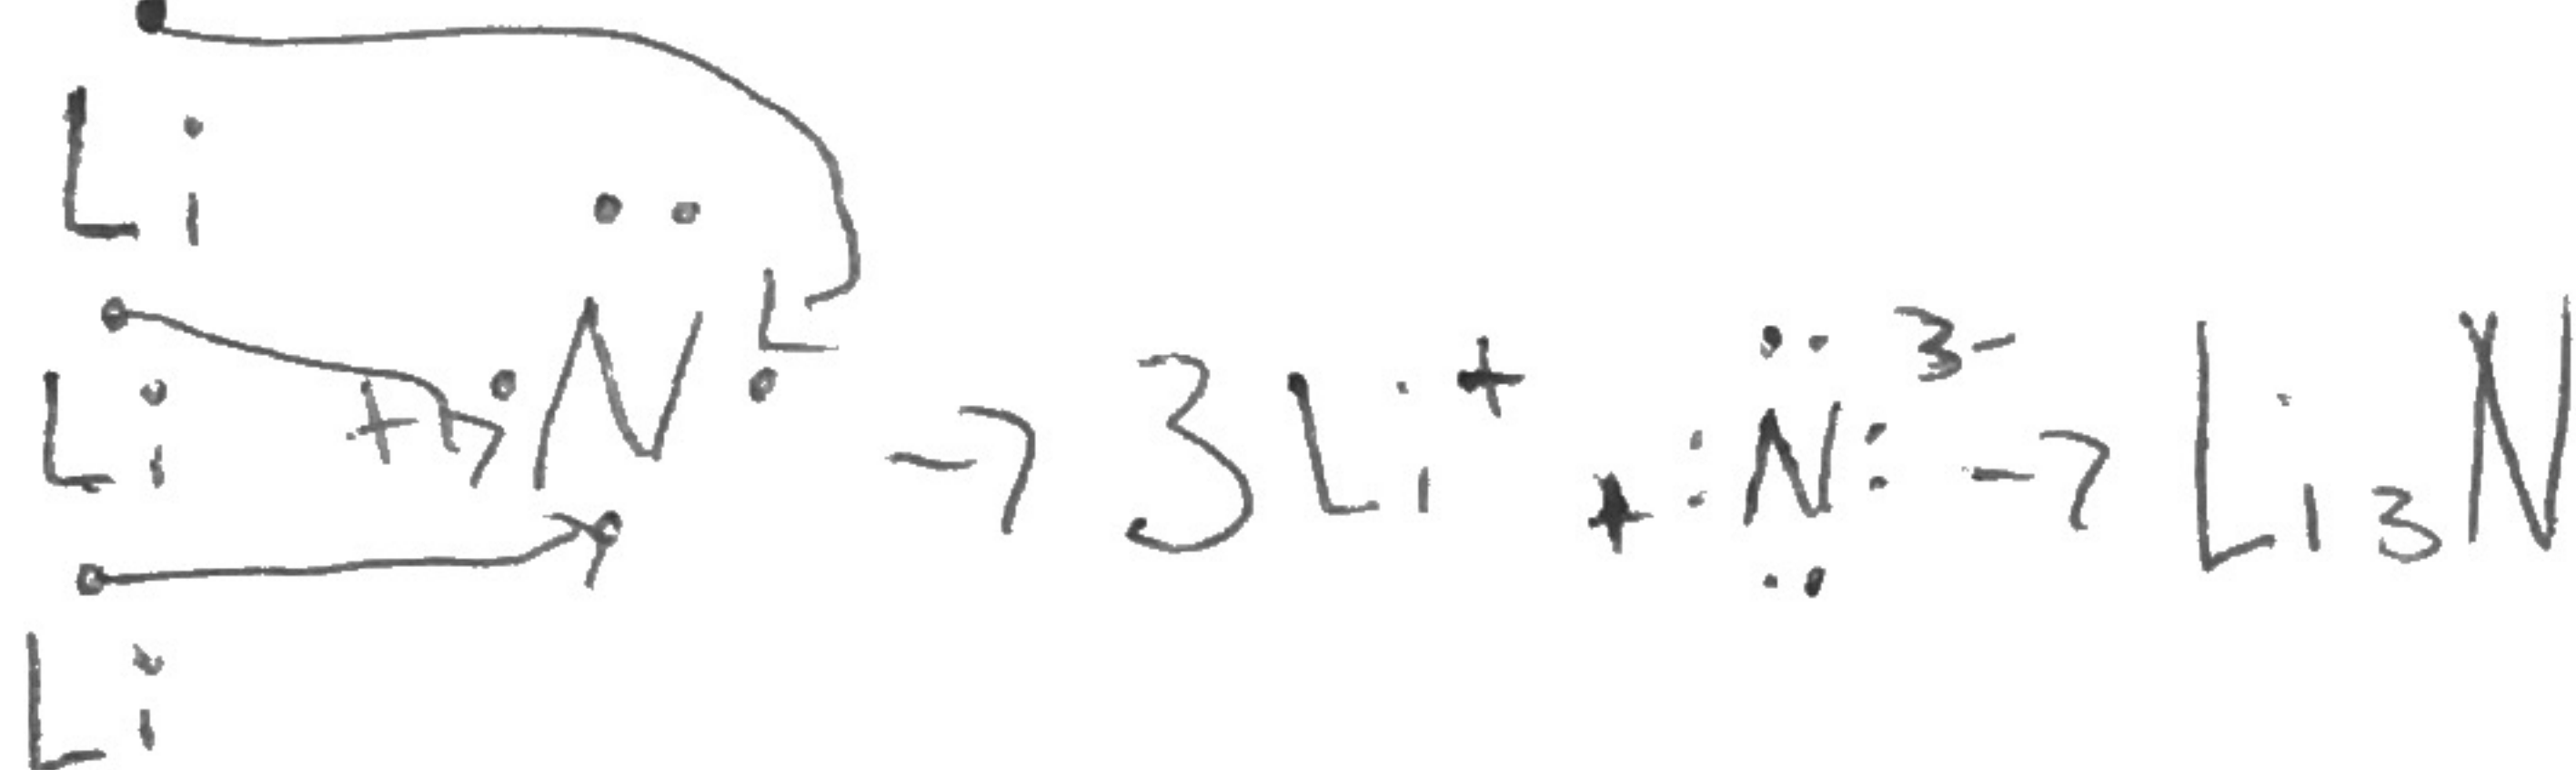 Li
Li + N → 3Li⁺ + N³⁻ → Li₃N
Li